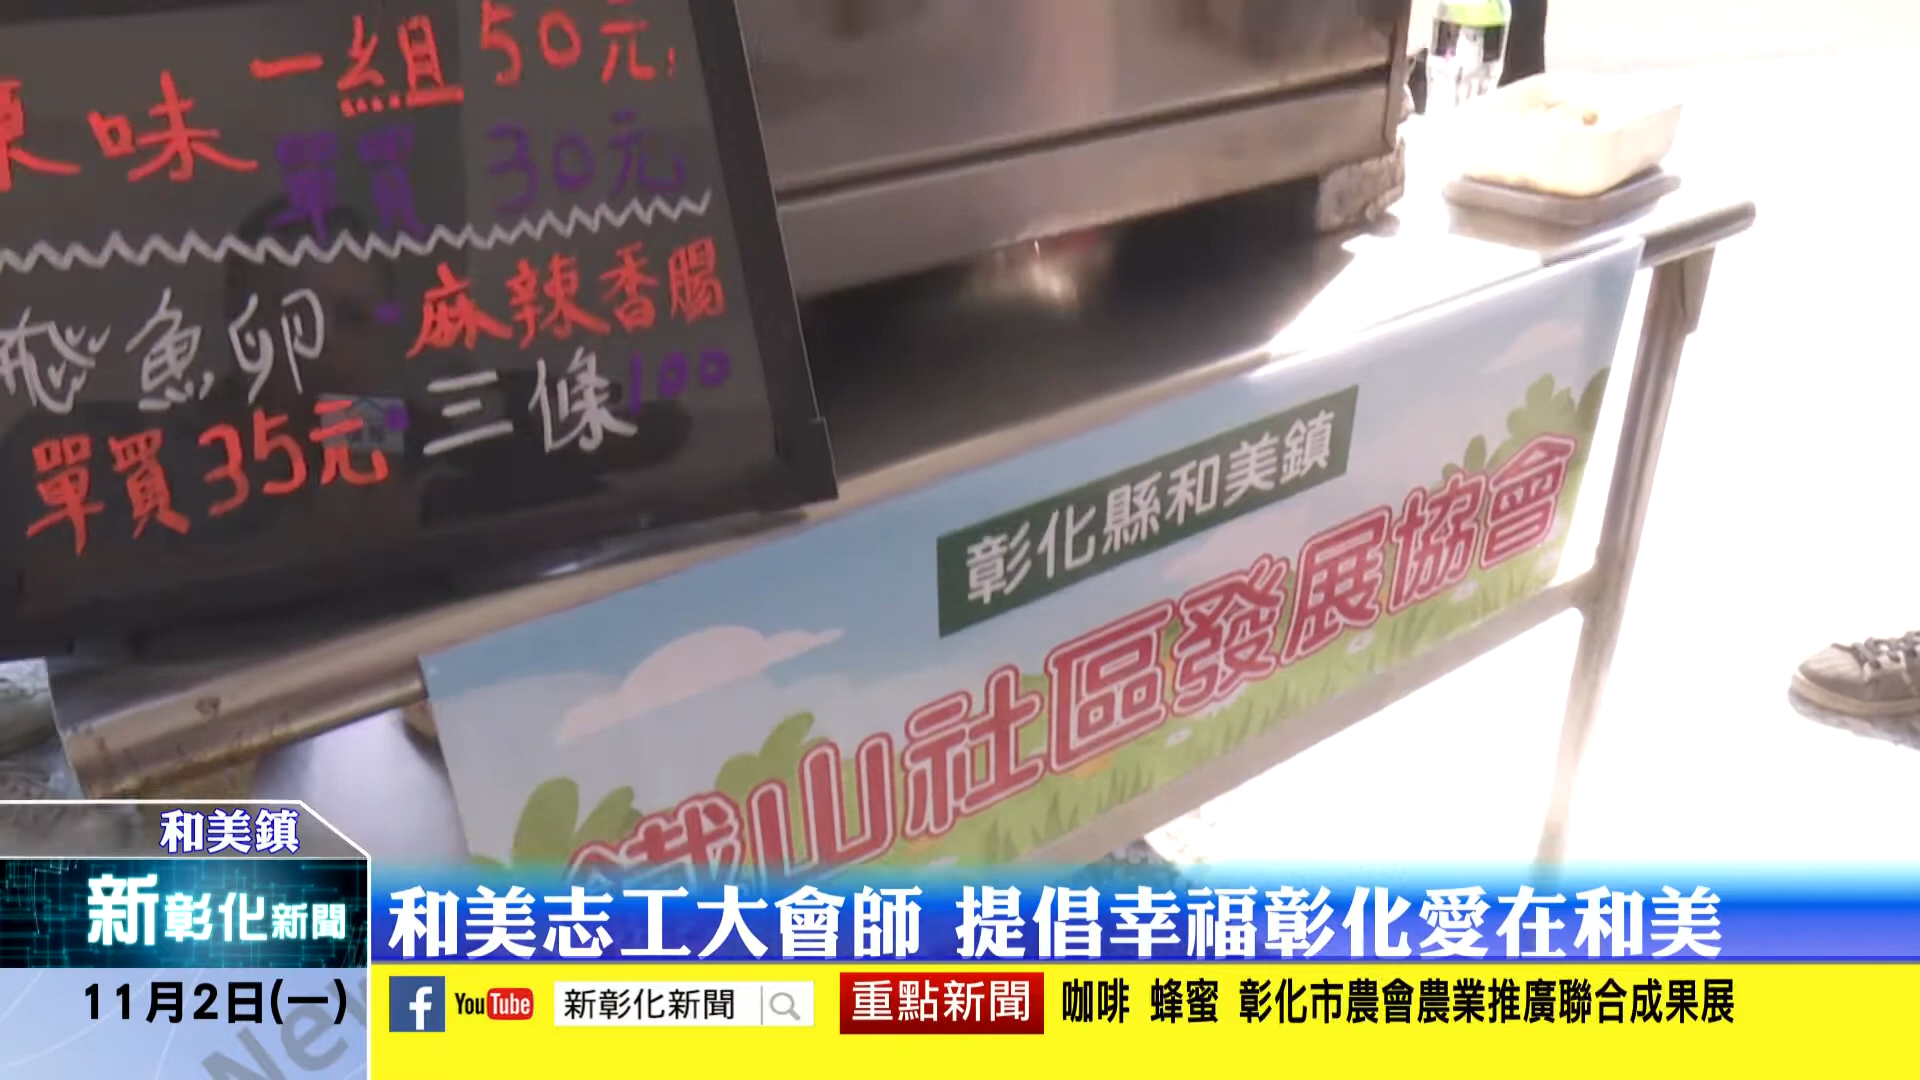 原味 一組 50元
單買 30元
飛魚卵
麻辣香腸
單買35元
三條100
彰化縣和美鎮
鐵山社區發展協會
和美鎮
新彰化新聞
和美志工大會師 提倡幸福彰化愛在和美
11月2日(一)
f YouTube 新彰化新聞
重點新聞 咖啡 蜂蜜 彰化市農會農業推廣聯合成果展